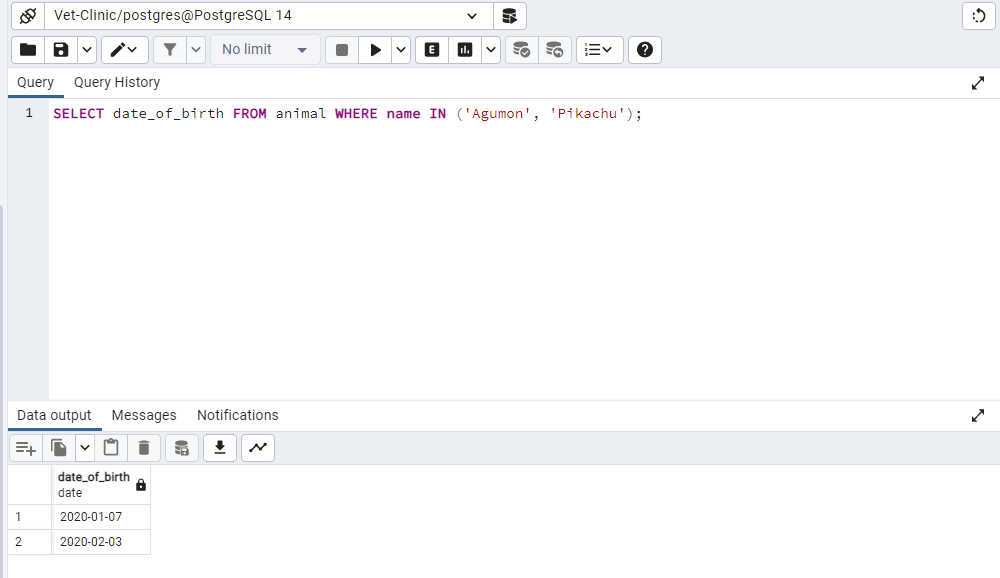 Vet-Clinic/postgres@PostgreSQL 14
No limit
E
Query Query History
1 SELECT date_of_birth FROM animal WHERE name IN ('Agumon', 'Pikachu');
Data output Messages Notifications
date_of_birth
date
1 2020-01-07
2 2020-02-03